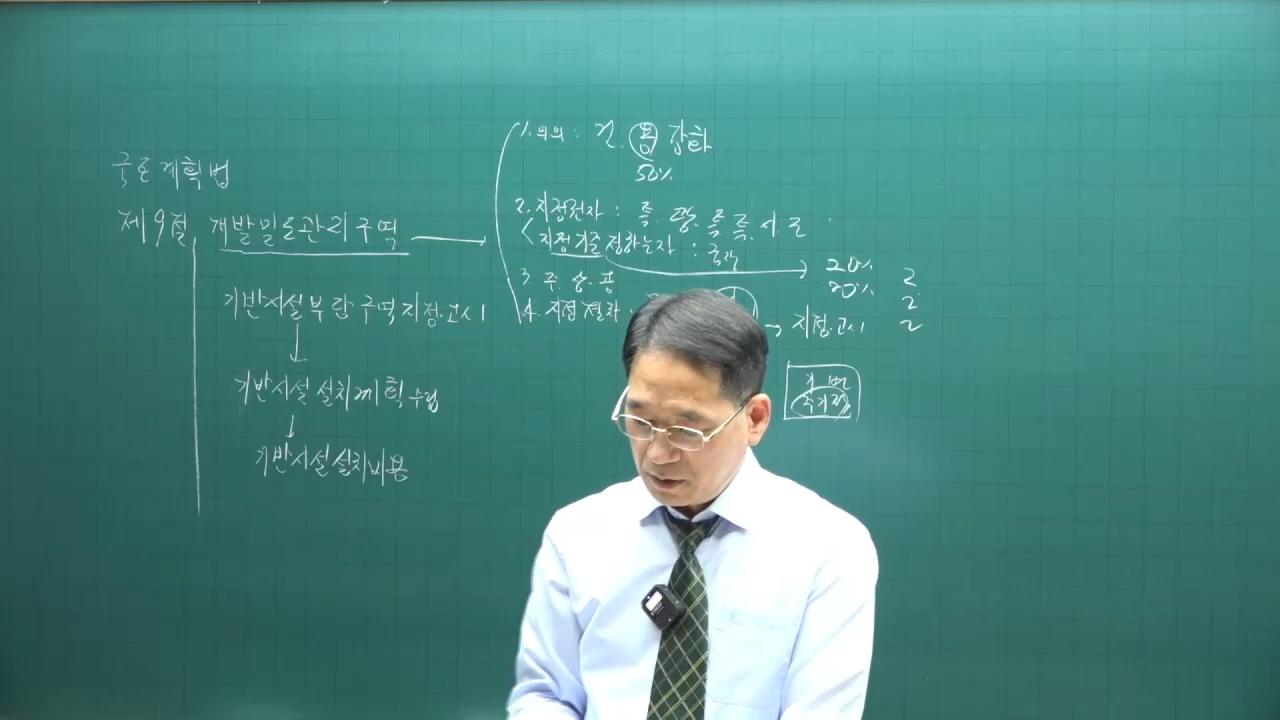 국토계획법
제9절 개발밀도관리구역
기반시설부담구역지정·고시
↓
기반시설설치계획수립
↓
기반시설설치비용
1. 의의 : 건. 용 강화
50%
2. 지정권자 : 특. 광. 특. 특. 시. 군
지정기준 정하는자 : 국장
→ 20% 2
20% 2
2
3. 주. 상. 공
4. 지정절차 :
→ 지정·고시